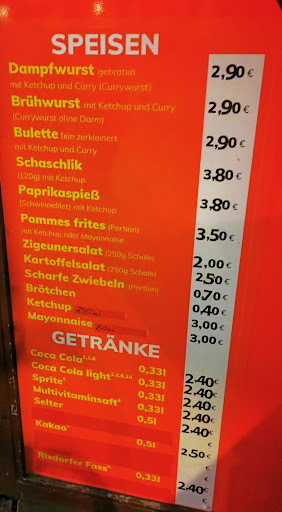 SPEISEN
Dampfwurst gebraten 2,90 €
mit Ketchup und Curry (Currywurst)
Brühwurst mit Ketchup und Curry 2,90 €
(Currywurst ohne Darm)
Bulette fein zerkleinert 2,90 €
mit Ketchup und Curry
Schaschlik 3,80 €
(120g) mit Ketchup
Paprikaspieß 3,80 €
(Schweinefilet) mit Ketchup
Pommes frites (Portion) 3,50 €
mit Ketchup oder Mayonnaise
Zigeunersalat (250g Schale) 2,00 €
Kartoffelsalat (250g Schale) 2,50 €
Scharfe Zwiebeln (Portion) 0,70 €
Brötchen 0,40 €
Ketchup 3,00 €
Mayonnaise 3,00 €
GETRÄNKE
Coca Cola 0,33l 2.40 €
Coca Cola light 0,33l 2.40 €
Sprite 0,33l 2.40 €
Multivitaminsaft 0,33l 2.40 €
Selter 0,5l 2.40 €
€
Kakao 0,5l 2.50 €
€
Rixdorfer Fass 0,33l 2.40 €
€